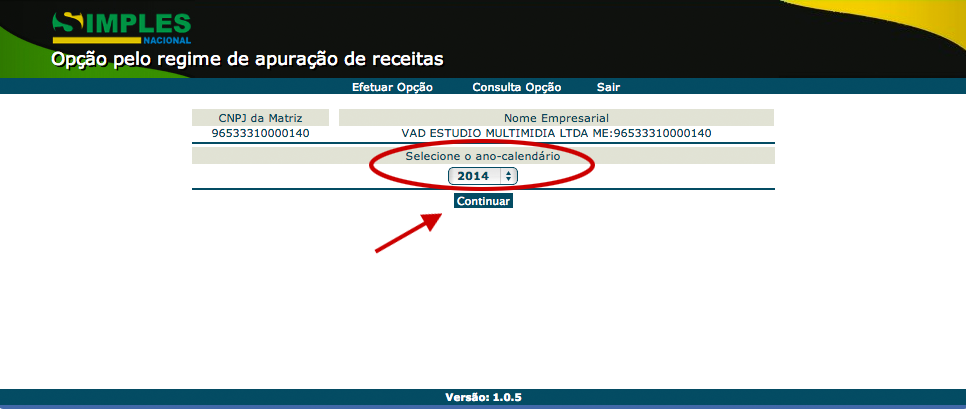 SIMPLES
NACIONAL
Opção pelo regime de apuração de receitas
Efetuar Opção Consulta Opção Sair
CNPJ da Matriz Nome Empresarial
96533310000140 VAD ESTUDIO MULTIMIDIA LTDA ME:96533310000140
Selecione o ano-calendário
2014
Continuar
Versão: 1.0.5